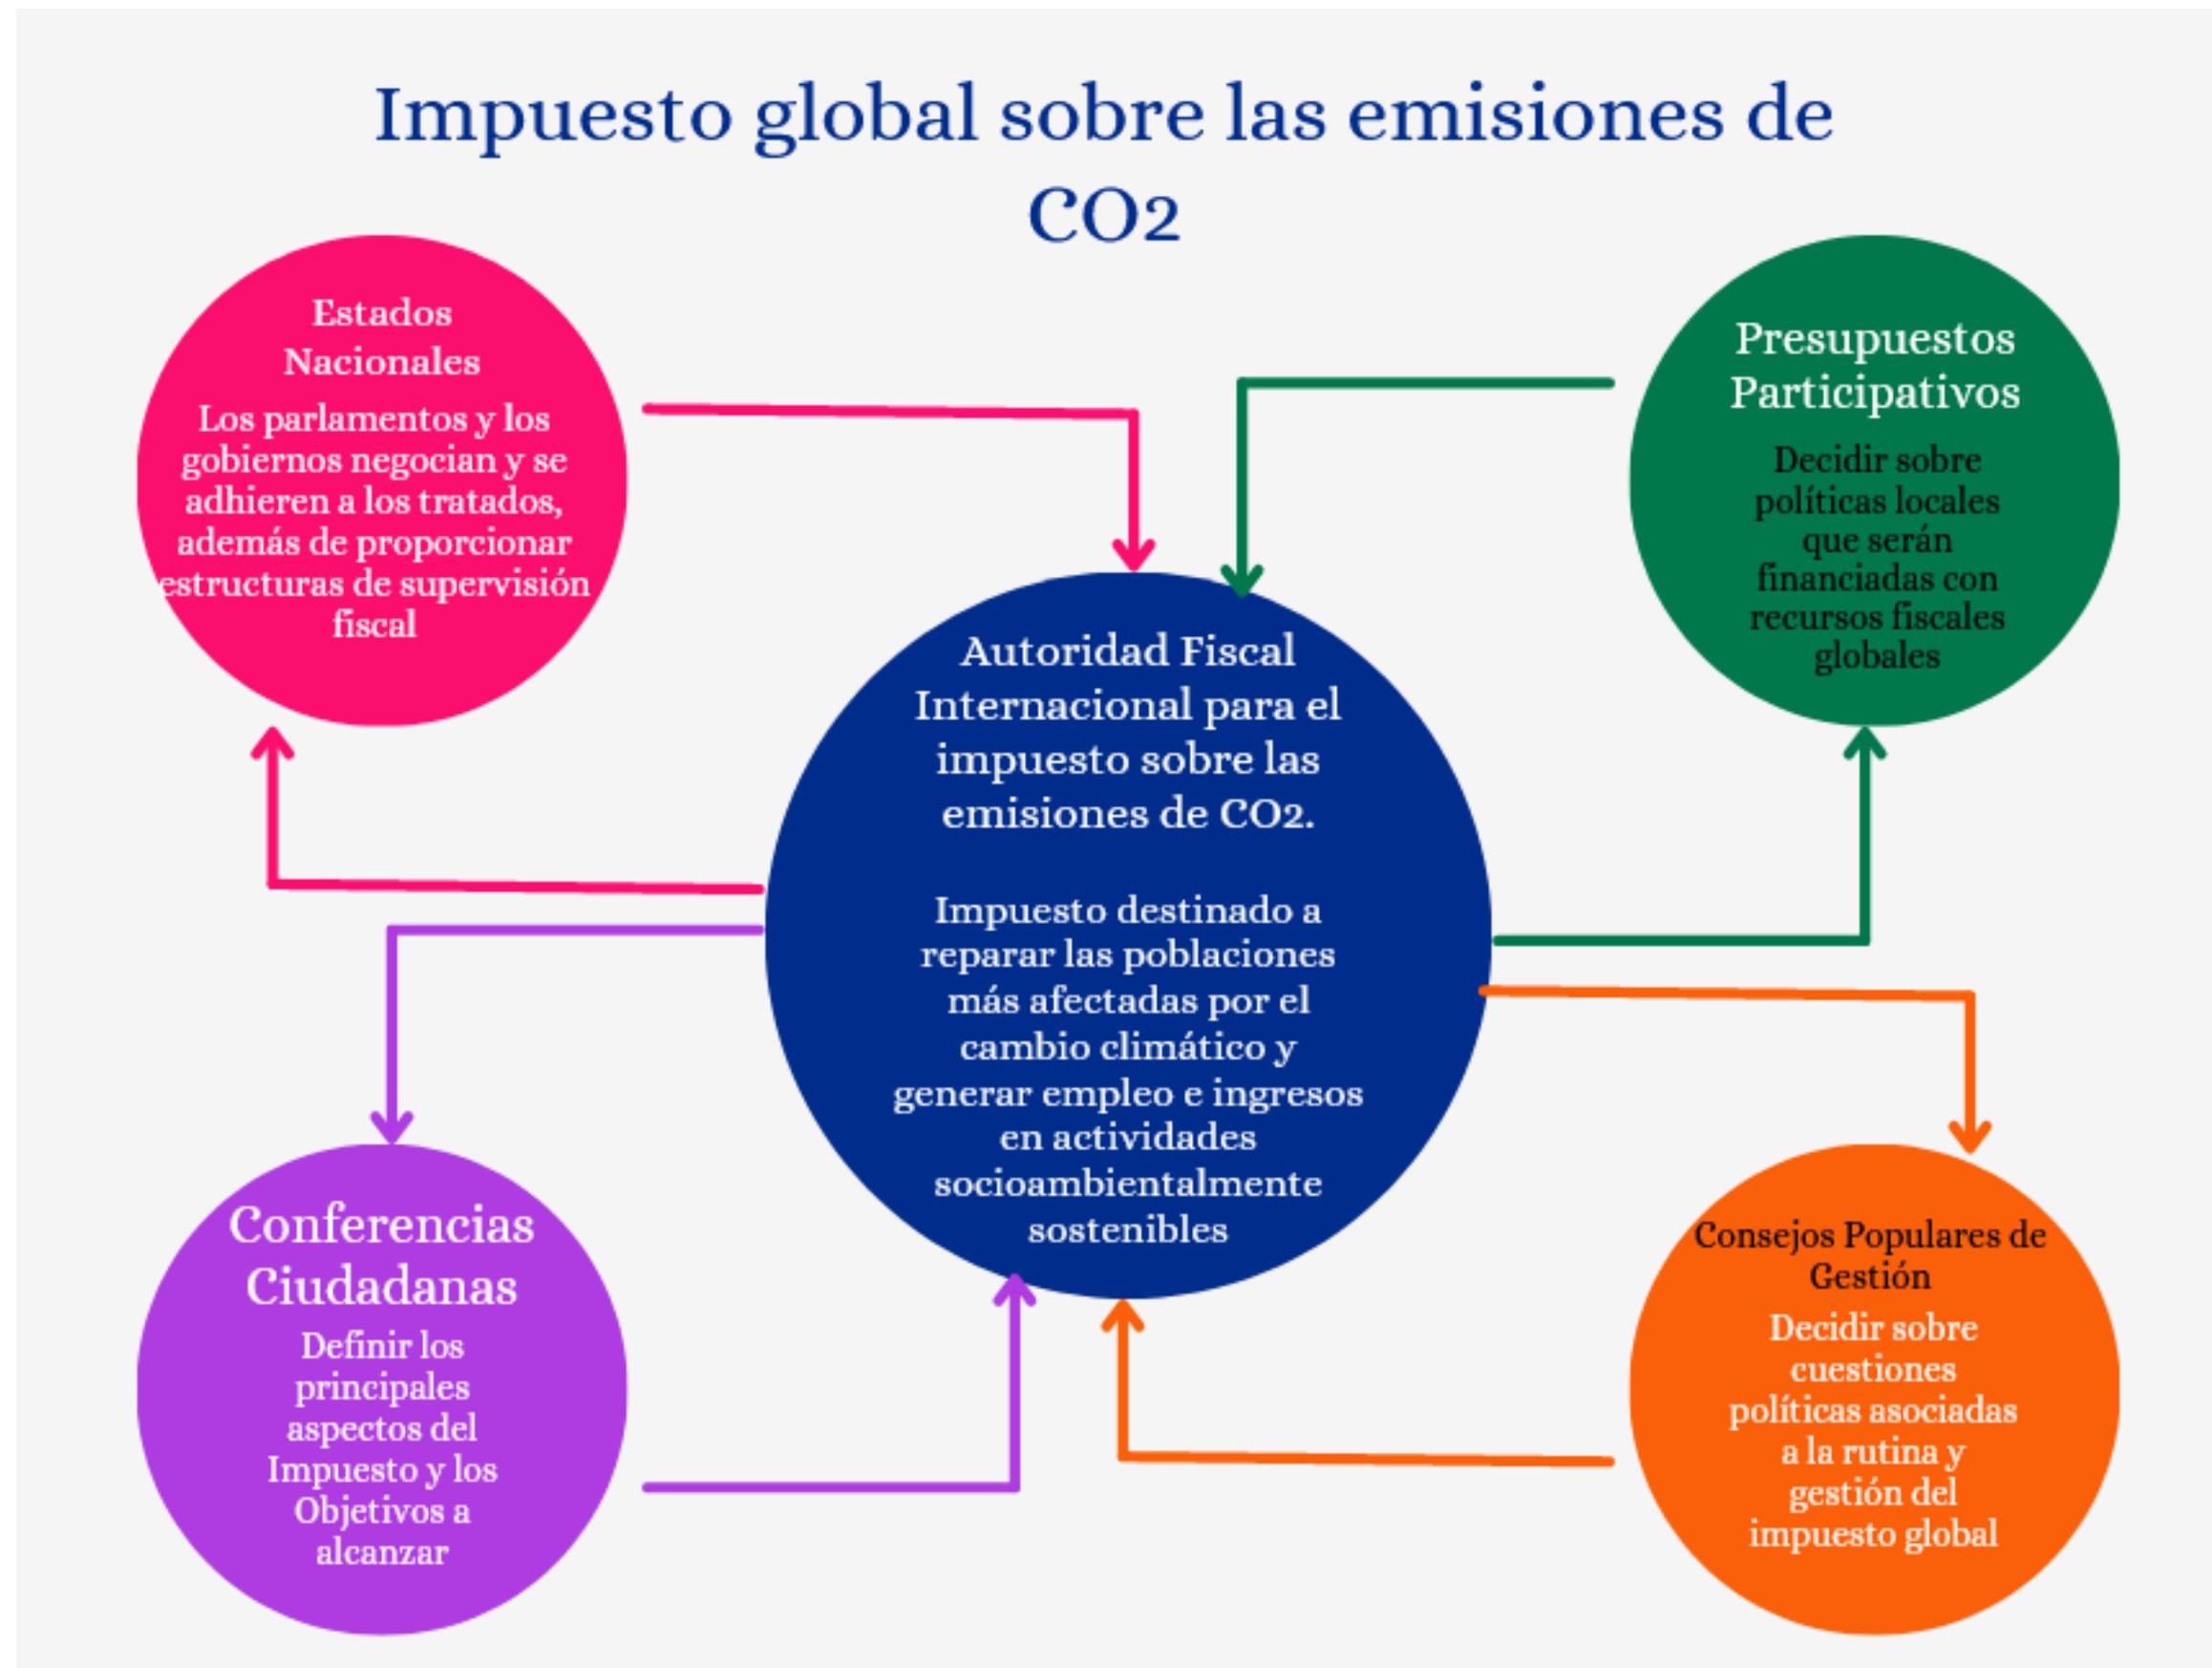 Impuesto global sobre las emisiones de
CO2
Estados
Nacionales
Los parlamentos y los
gobiernos negocian y se
adhieren a los tratados,
además de proporcionar
estructuras de supervisión
fiscal
Presupuestos
Participativos
Decidir sobre
políticas locales
que serán
financiadas con
recursos fiscales
globales
Autoridad Fiscal
Internacional para el
impuesto sobre las
emisiones de CO2.
Impuesto destinado a
reparar las poblaciones
más afectadas por el
cambio climático y
generar empleo e ingresos
en actividades
socioambientalmente
sostenibles
Conferencias
Ciudadanas
Definir los
principales
aspectos del
Impuesto y los
Objetivos a
alcanzar
Consejos Populares de
Gestión
Decidir sobre
cuestiones
políticas asociadas
a la rutina y
gestión del
impuesto global